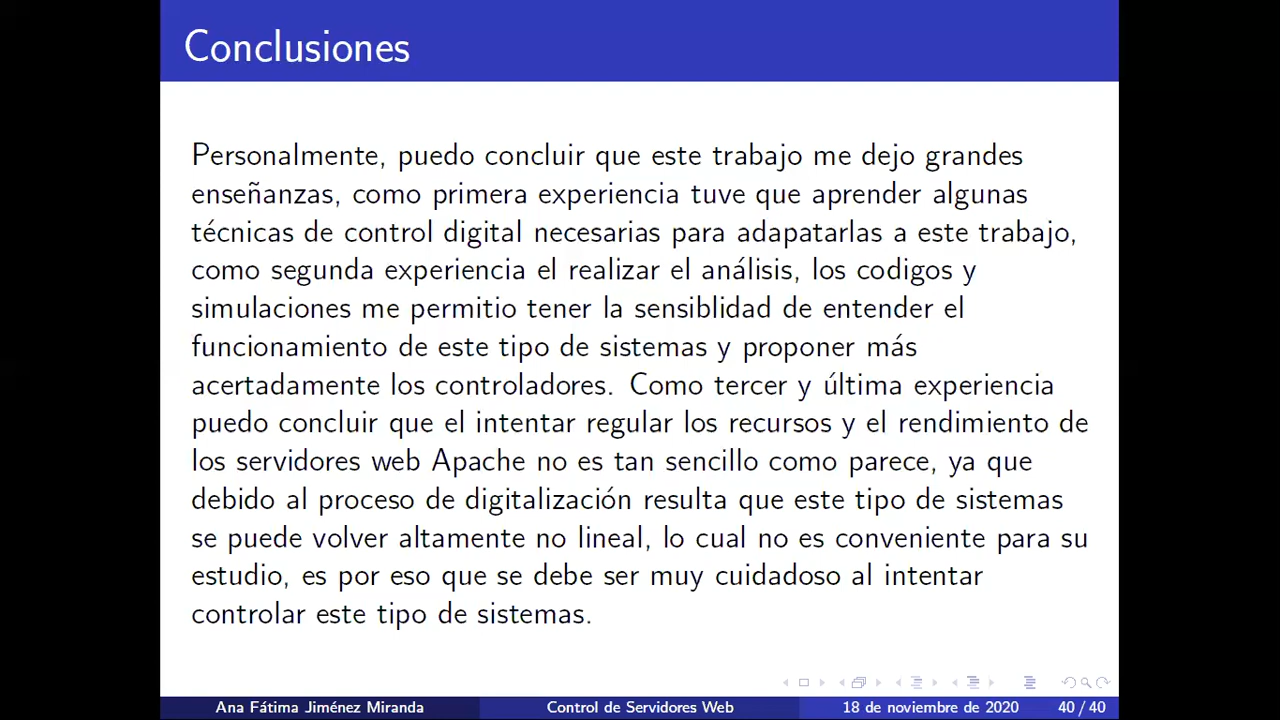 Conclusiones
Personalmente, puedo concluir que este trabajo me dejo grandes
enseñanzas, como primera experiencia tuve que aprender algunas
técnicas de control digital necesarias para adapatarlas a este trabajo,
como segunda experiencia el realizar el análisis, los codigos y
simulaciones me permitio tener la sensiblidad de entender el
funcionamiento de este tipo de sistemas y proponer más
acertadamente los controladores. Como tercer y última experiencia
puedo concluir que el intentar regular los recursos y el rendimiento de
los servidores web Apache no es tan sencillo como parece, ya que
debido al proceso de digitalización resulta que este tipo de sistemas
se puede volver altamente no lineal, lo cual no es conveniente para su
estudio, es por eso que se debe ser muy cuidadoso al intentar
controlar este tipo de sistemas.
Ana Fátima Jiménez Miranda Control de Servidores Web 18 de noviembre de 2020 40 / 40